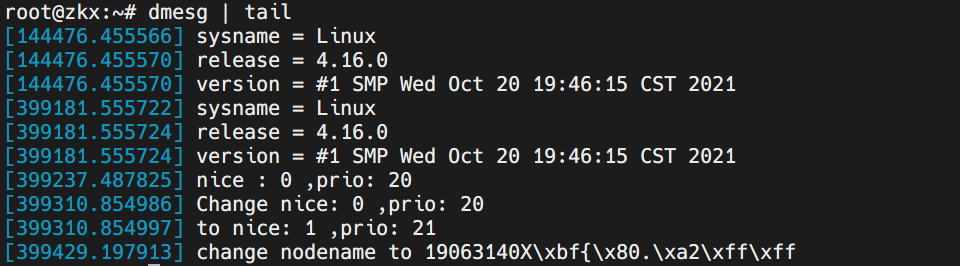 root@zkx:~# dmesg | tail
[144476.455566] sysname = Linux
[144476.455570] release = 4.16.0
[144476.455570] version = #1 SMP Wed Oct 20 19:46:15 CST 2021
[399181.555722] sysname = Linux
[399181.555724] release = 4.16.0
[399181.555724] version = #1 SMP Wed Oct 20 19:46:15 CST 2021
[399237.487825] nice : 0 ,prio: 20
[399310.854986] Change nice: 0 ,prio: 20
[399310.854997] to nice: 1 ,prio: 21
[399429.197913] change nodename to 19063140X\xbf{\x80.\xa2\xff\xff